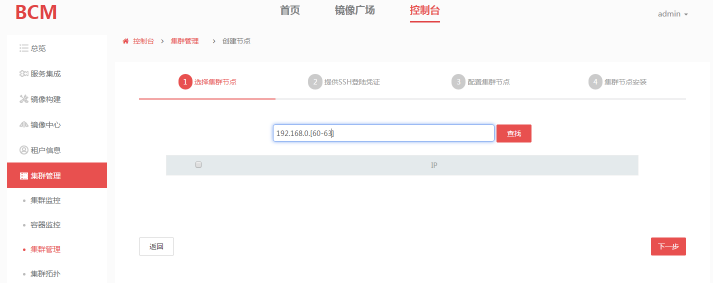 BCM
首页 镜像广场 控制台
admin
控制台 > 集群管理 > 创建节点
总览
服务集成
镜像构建
镜像中心
租户信息
集群管理
集群监控
容器监控
集群管理
集群拓扑
1 选择集群节点 2 提供SSH登陆凭证 3 配置集群节点 4 集群节点安装
192.168.0.[60-63] 查找
IP
返回 下一步